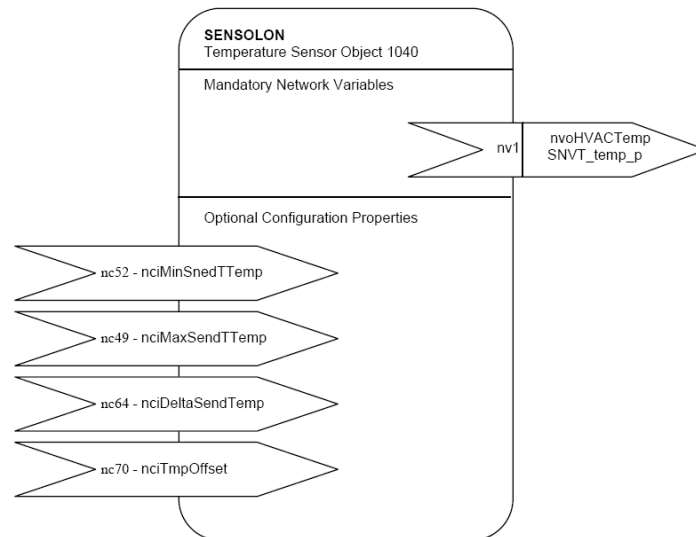 SENSOLON
Temperature Sensor Object 1040
Mandatory Network Variables
nv1
nvoHVACTemp
SNVT_temp_p
Optional Configuration Properties
nc52 - nciMinSnedTTemp
nc49 - nciMaxSendTTemp
nc64 - nciDeltaSendTemp
nc70 - nciTmpOffset